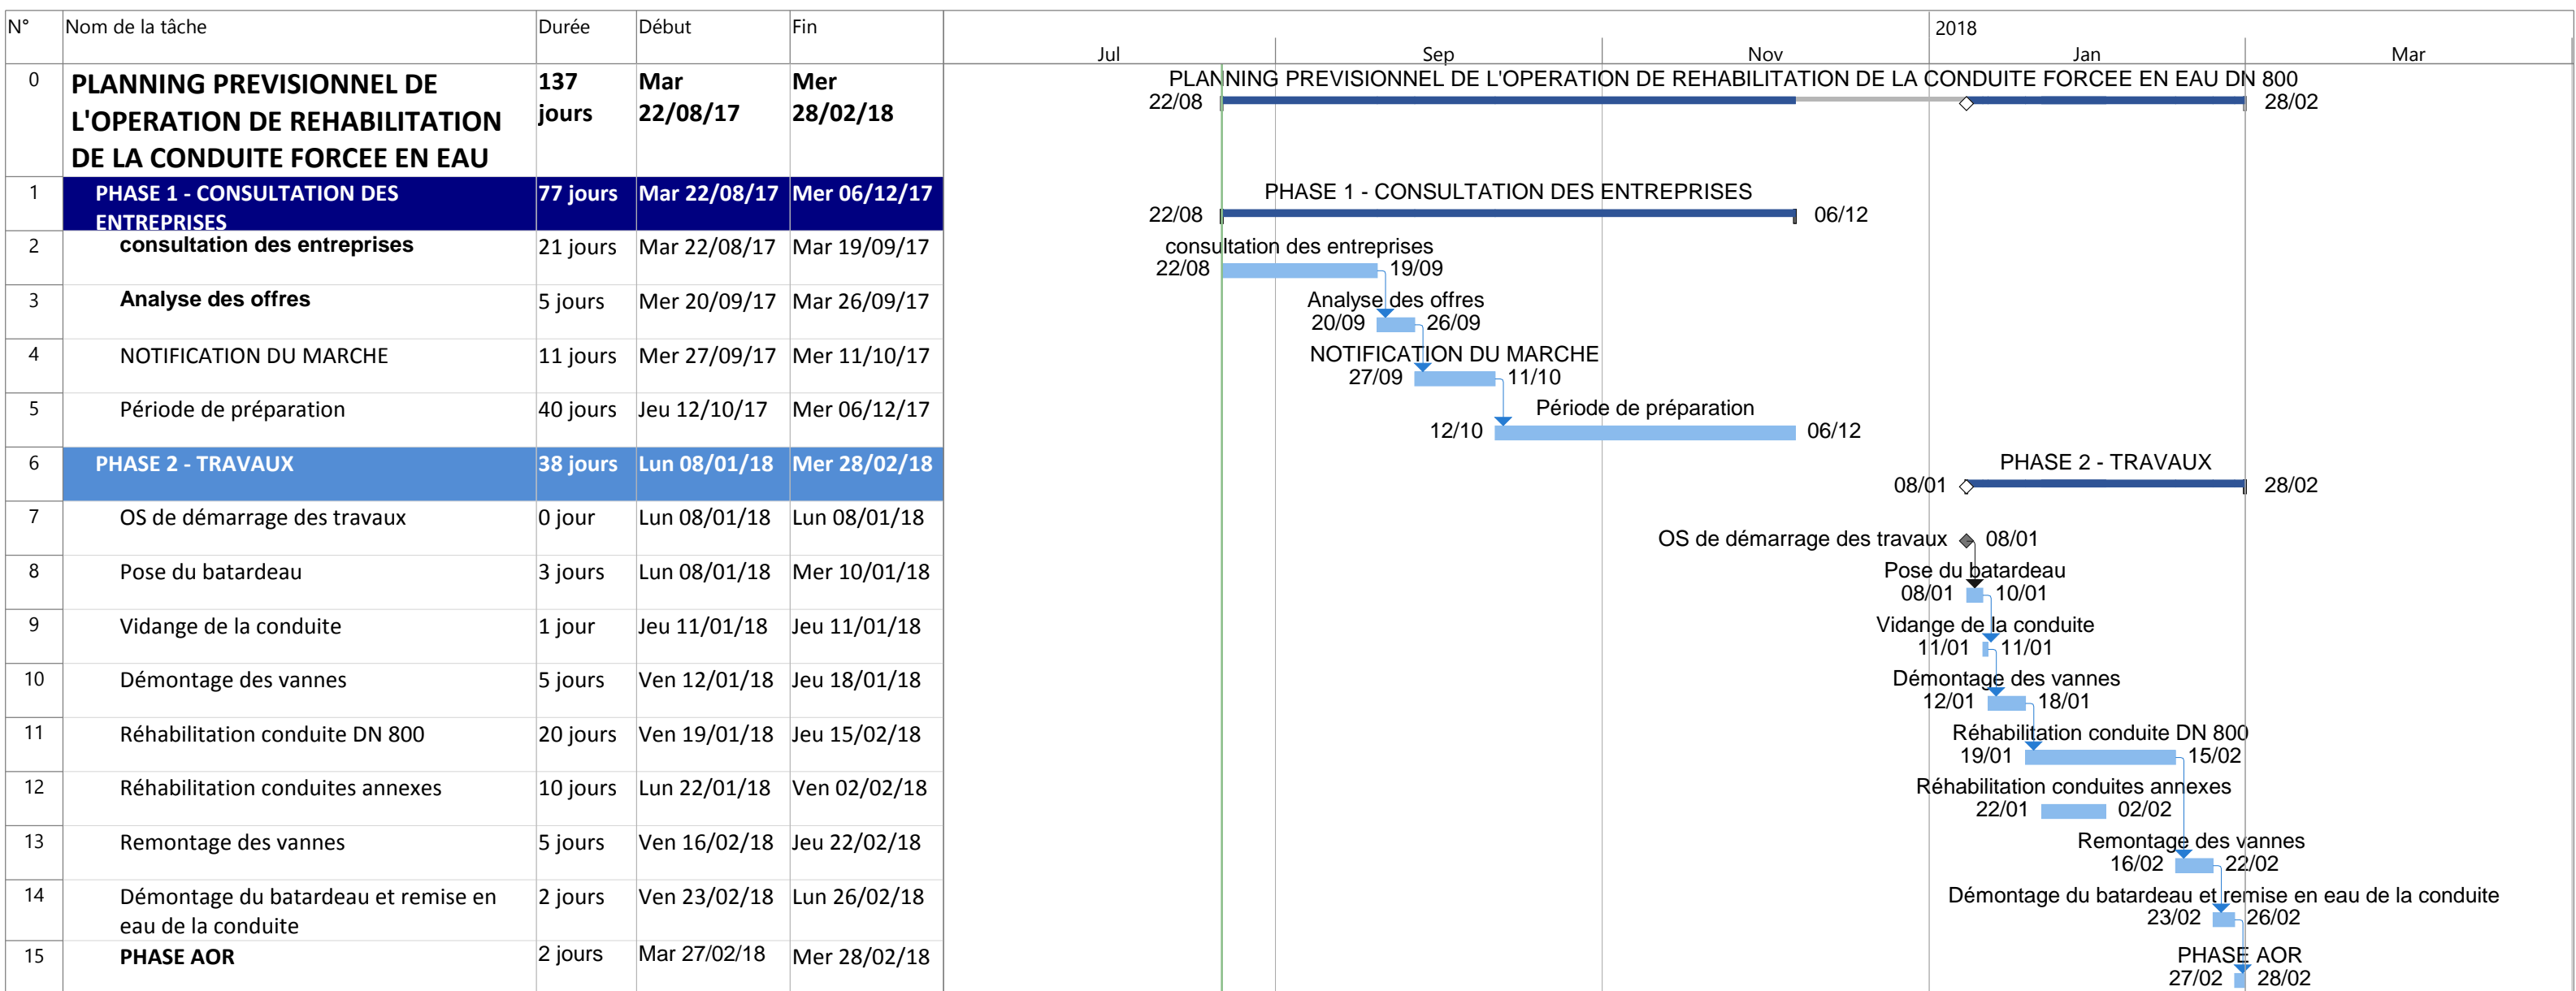 N° Nom de la tâche Durée Début Fin
2018
Jul Sep Nov Jan Mar
0 PLANNING PREVISIONNEL DE 137 Mar Mer
L'OPERATION DE REHABILITATION jours 22/08/17 28/02/18
DE LA CONDUITE FORCEE EN EAU
PLANNING PREVISIONNEL DE L'OPERATION DE REHABILITATION DE LA CONDUITE FORCEE EN EAU DN 800
22/08 28/02
1 PHASE 1 - CONSULTATION DES 77 jours Mar 22/08/17 Mer 06/12/17
ENTREPRISES
PHASE 1 - CONSULTATION DES ENTREPRISES
22/08 06/12
2 consultation des entreprises 21 jours Mar 22/08/17 Mar 19/09/17
consultation des entreprises
22/08 19/09
3 Analyse des offres 5 jours Mer 20/09/17 Mar 26/09/17
Analyse des offres
20/09 26/09
4 NOTIFICATION DU MARCHE 11 jours Mer 27/09/17 Mer 11/10/17
NOTIFICATION DU MARCHE
27/09 11/10
5 Période de préparation 40 jours Jeu 12/10/17 Mer 06/12/17
Période de préparation
12/10 06/12
6 PHASE 2 - TRAVAUX 38 jours Lun 08/01/18 Mer 28/02/18
PHASE 2 - TRAVAUX
08/01 28/02
7 OS de démarrage des travaux 0 jour Lun 08/01/18 Lun 08/01/18
OS de démarrage des travaux 08/01
8 Pose du batardeau 3 jours Lun 08/01/18 Mer 10/01/18
Pose du batardeau
08/01 10/01
9 Vidange de la conduite 1 jour Jeu 11/01/18 Jeu 11/01/18
Vidange de la conduite
11/01 11/01
10 Démontage des vannes 5 jours Ven 12/01/18 Jeu 18/01/18
Démontage des vannes
12/01 18/01
11 Réhabilitation conduite DN 800 20 jours Ven 19/01/18 Jeu 15/02/18
Réhabilitation conduite DN 800
19/01 15/02
12 Réhabilitation conduites annexes 10 jours Lun 22/01/18 Ven 02/02/18
Réhabilitation conduites annexes
22/01 02/02
13 Remontage des vannes 5 jours Ven 16/02/18 Jeu 22/02/18
Remontage des vannes
16/02 22/02
14 Démontage du batardeau et remise en 2 jours Ven 23/02/18 Lun 26/02/18
eau de la conduite
Démontage du batardeau et remise en eau de la conduite
23/02 26/02
15 PHASE AOR 2 jours Mar 27/02/18 Mer 28/02/18
PHASE AOR
27/02 28/02